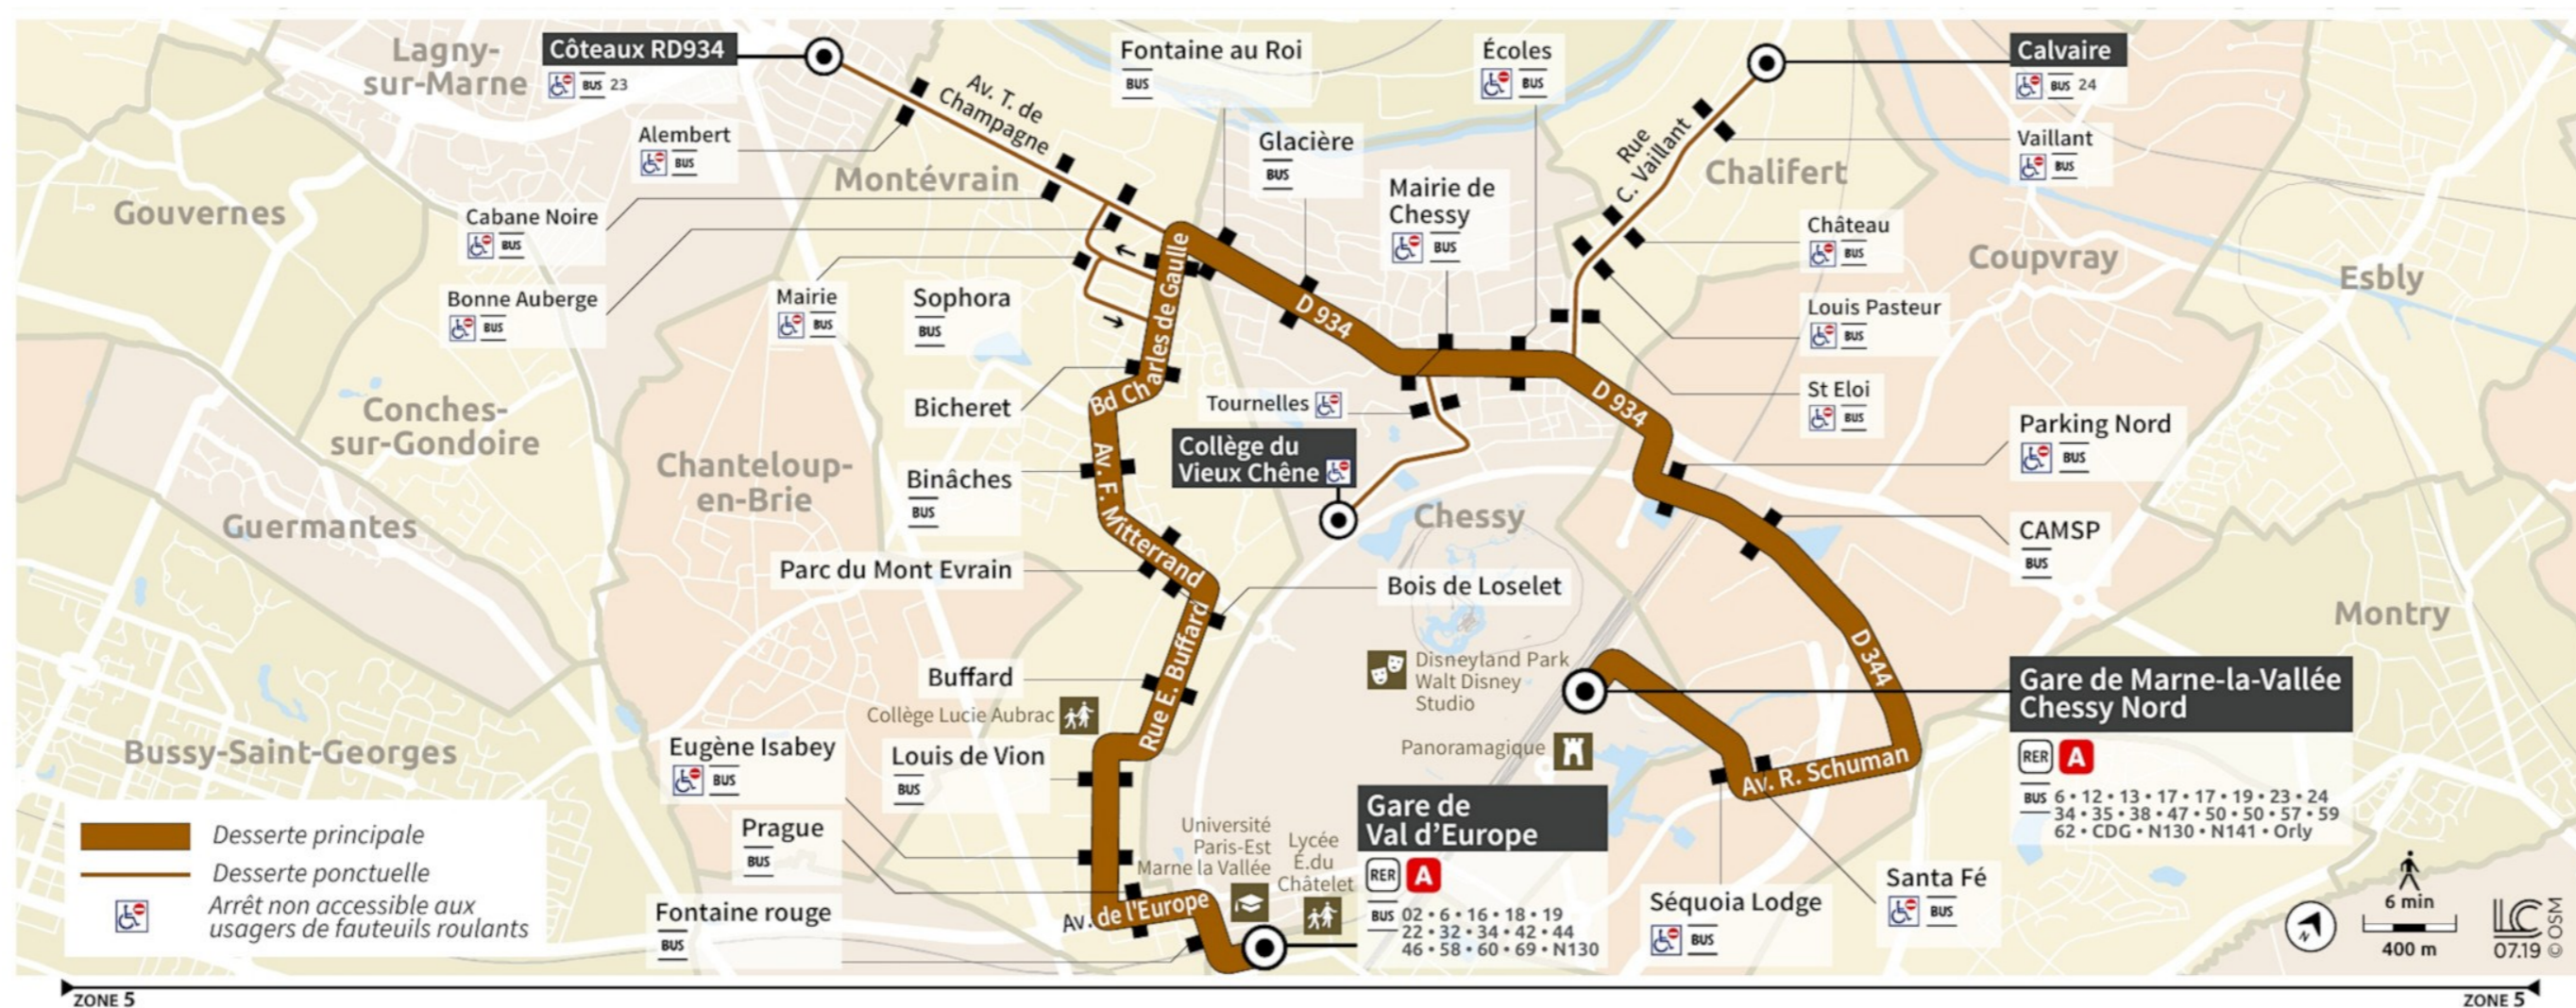 Lagny-
sur-Marne
Côteaux RD934
BUS 23
Av. T. de
Champagne
Fontaine au Roi
BUS
Écoles
BUS
Calvaire
BUS 24
Alembert
BUS
Glacière
BUS
Rue
C. Vaillant
Vaillant
BUS
Montévrain
Chalifert
Mairie de
Chessy
BUS
Gouvernes
Cabane Noire
BUS
Château
BUS
Coupvray
Esbly
Bonne Auberge
BUS
Mairie
BUS
Sophora
BUS
Bd Charles de Gaulle
D 934
Louis Pasteur
BUS
Conches-
sur-Gondoire
Bicheret
Tournelles
D 934
St Eloi
BUS
Parking Nord
BUS
Collège du
Vieux Chêne
Chanteloup-
en-Brie
Binâches
BUS
Av. F. Mitterrand
Guermantes
Chessy
CAMSP
BUS
Parc du Mont Evrain
Bois de Loselet
Montry
Rue E. Buffard
Buffard
Disneyland Park
Walt Disney
Studio
D 344
Gare de Marne-la-Vallée
Chessy Nord
RER A
BUS 6 • 12 • 13 • 17 • 17 • 19 • 23 • 24
34 • 35 • 38 • 47 • 50 • 50 • 57 • 59
62 • CDG • N130 • N141 • Orly
Collège Lucie Aubrac
Bussy-Saint-Georges
Eugène Isabey
BUS
Louis de Vion
BUS
Panoramagique
Av. R. Schuman
Gare de
Val d'Europe
RER A
BUS 02 • 6 • 16 • 18 • 19
22 • 32 • 34 • 42 • 44
46 • 58 • 60 • 69 • N130
Prague
BUS
Université
Paris-Est
Marne la Vallée
Lycée
E.du
Châtelet
Fontaine rouge
BUS
Av. de l'Europe
Séquoia Lodge
BUS
Santa Fé
BUS
Desserte principale
Desserte ponctuelle
Arrêt non accessible aux
usagers de fauteuils roulants
N
6 min
400 m
LC
07.19
© OSM
ZONE 5
ZONE 5